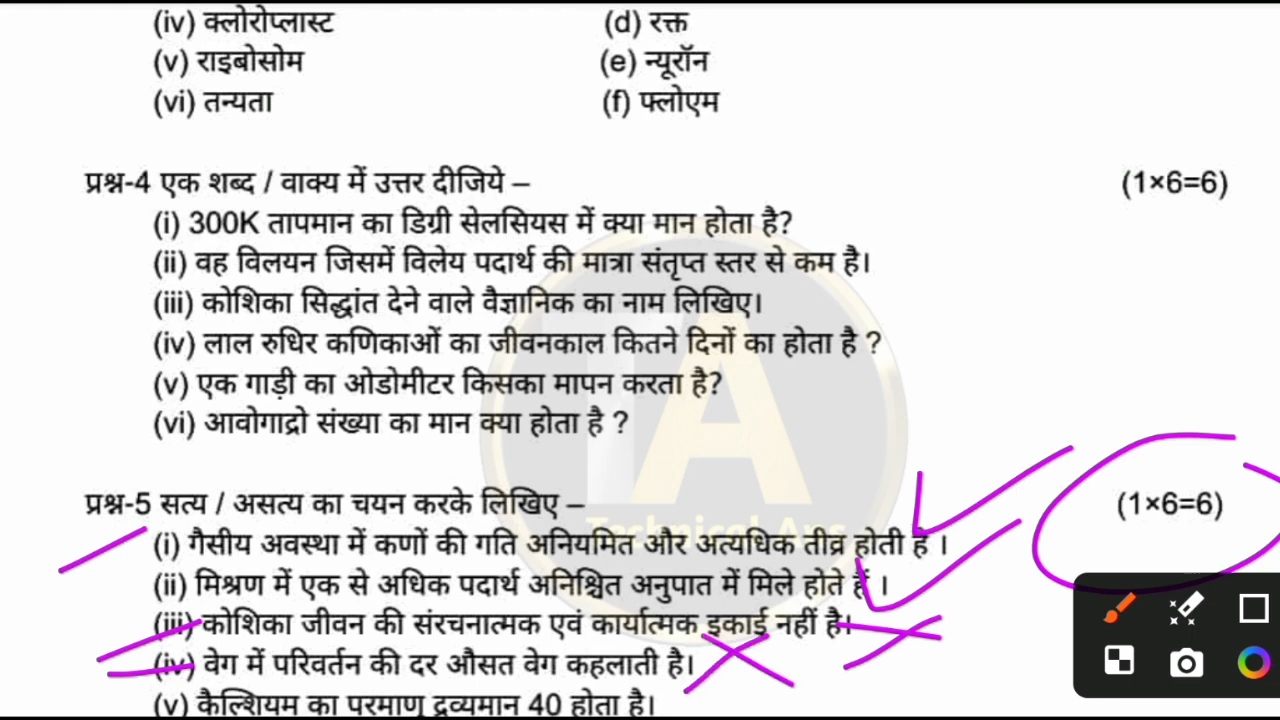 (iv) क्लोरोप्लास्ट (d) रक्त
(v) राइबोसोम (e) न्यूरॉन
(vi) तन्यता (f) फ्लोएम
प्रश्न-4 एक शब्द / वाक्य में उत्तर दीजिये – (1×6=6)
(i) 300K तापमान का डिग्री सेलसियस में क्या मान होता है?
(ii) वह विलयन जिसमें विलेय पदार्थ की मात्रा संतृप्त स्तर से कम है।
(iii) कोशिका सिद्धांत देने वाले वैज्ञानिक का नाम लिखिए।
(iv) लाल रुधिर कणिकाओं का जीवनकाल कितने दिनों का होता है ?
(v) एक गाड़ी का ओडोमीटर किसका मापन करता है?
(vi) आवोगाद्रो संख्या का मान क्या होता है ?
प्रश्न-5 सत्य / असत्य का चयन करके लिखिए – (1×6=6)
(i) गैसीय अवस्था में कणों की गति अनियमित और अत्यधिक तीव्र होती है ।
(ii) मिश्रण में एक से अधिक पदार्थ अनिश्चित अनुपात में मिले होते हैं ।
(iii) कोशिका जीवन की संरचनात्मक एवं कार्यात्मक इकाई नहीं है।
(iv) वेग में परिवर्तन की दर औसत वेग कहलाती है।
(v) कैल्शियम का परमाणु द्रव्यमान 40 होता है।